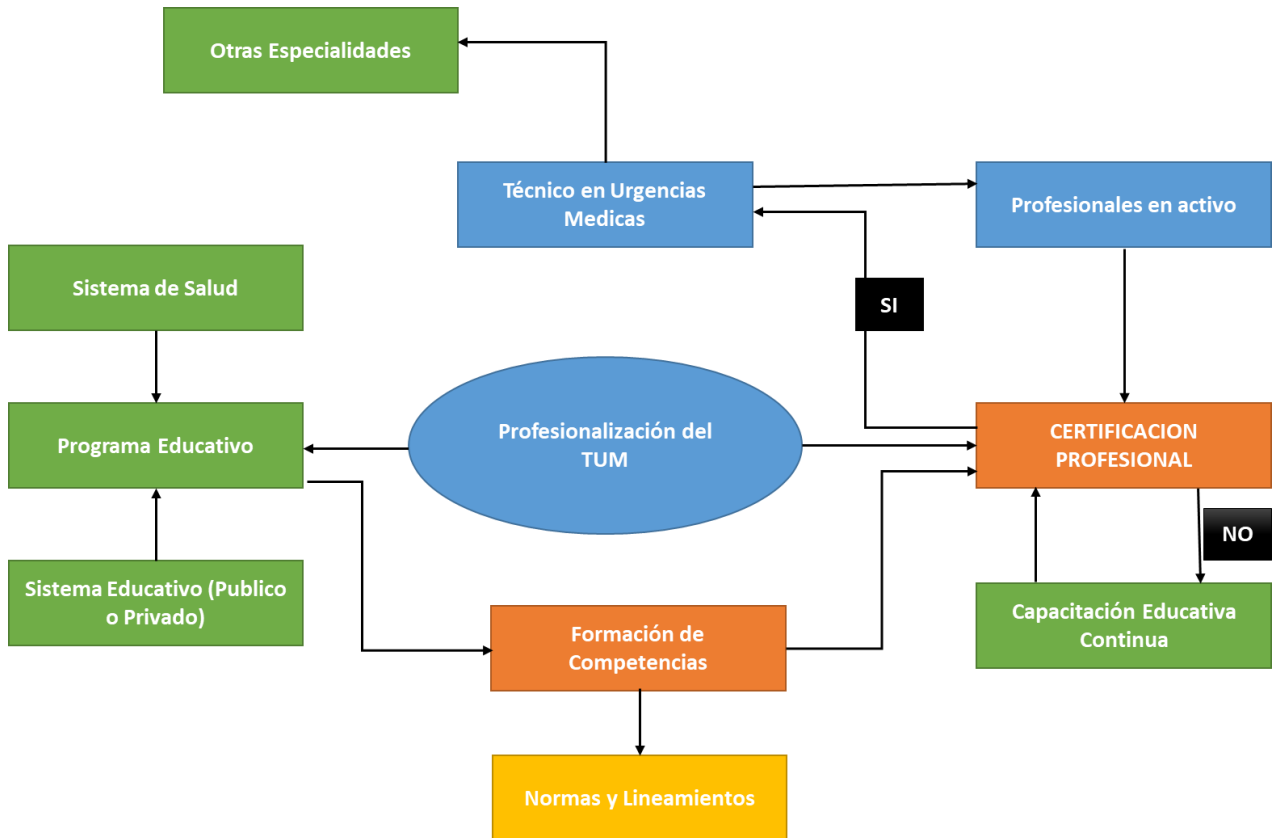 Otras Especialidades
Técnico en Urgencias
Medicas
Profesionales en activo
Sistema de Salud
SI
Programa Educativo
Profesionalización del
TUM
CERTIFICACION
PROFESIONAL
NO
Sistema Educativo (Publico
o Privado)
Formación de
Competencias
Capacitación Educativa
Continua
Normas y Lineamientos